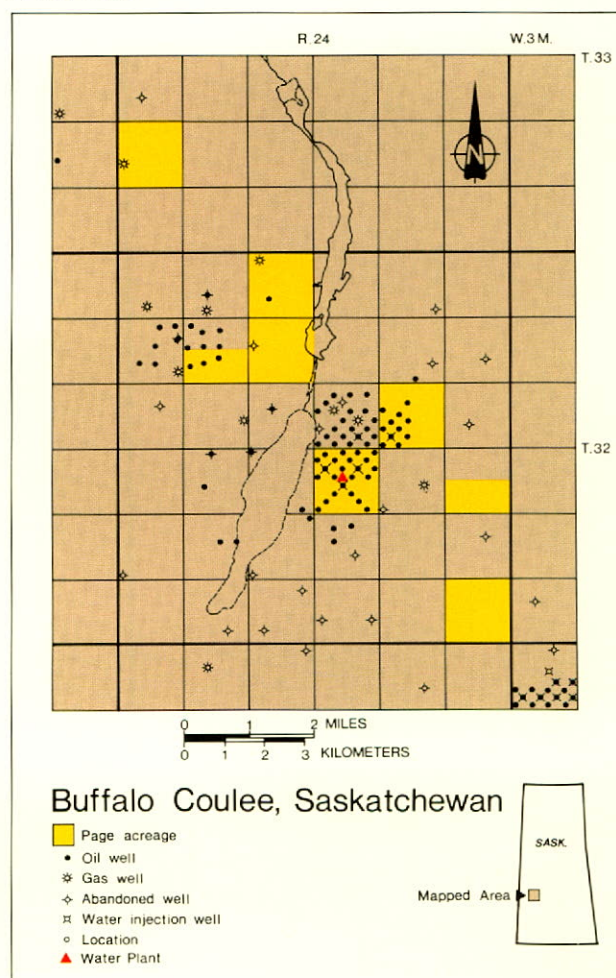 R. 24 W. 3 M.
T. 33
N
T. 32
0 1 2 MILES
0 1 2 3 KILOMETERS
Buffalo Coulee, Saskatchewan
Page acreage
Oil well
Gas well
Abandoned well
Water injection well
Location
Water Plant
SASK.
Mapped Area